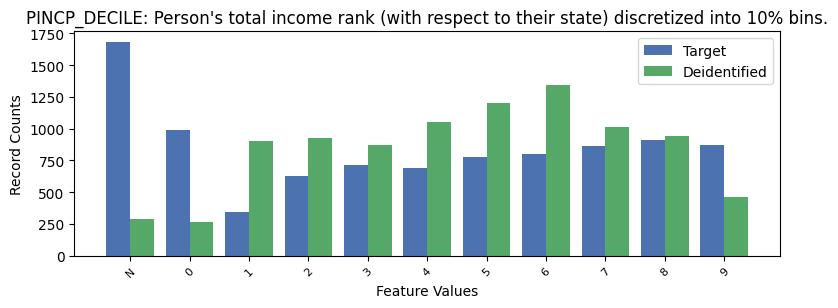 PINCP_DECILE: Person's total income rank (with respect to their state) discretized into 10% bins.
1750
1500
1250
1000
750
500
250
0
Record Counts
Target
Deidentified
N 0 1 2 3 4 5 6 7 8 9
Feature Values